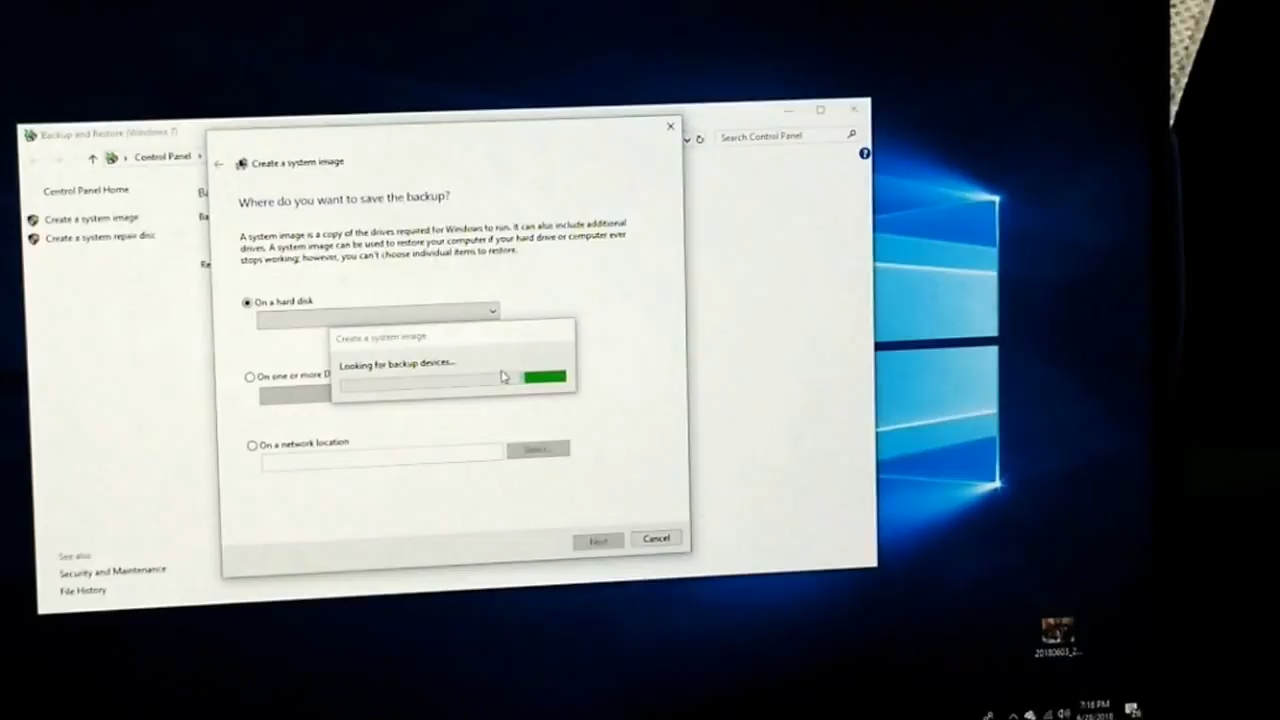 Backup and Restore (Windows 7)
Control Panel
Search Control Panel
Control Panel Home
Create a system image
Create a system repair disc
See also
Security and Maintenance
File History
Create a system image
Where do you want to save the backup?
A system image is a copy of the drives required for Windows to run. It can also include additional
drives. A system image can be used to restore your computer if your hard drive or computer ever
stops working; however, you can't choose individual items to restore.
On a hard disk
On one or more D
On a network location
Next
Cancel
Create a system image
Looking for backup devices...
20180603_2...
7:16 PM